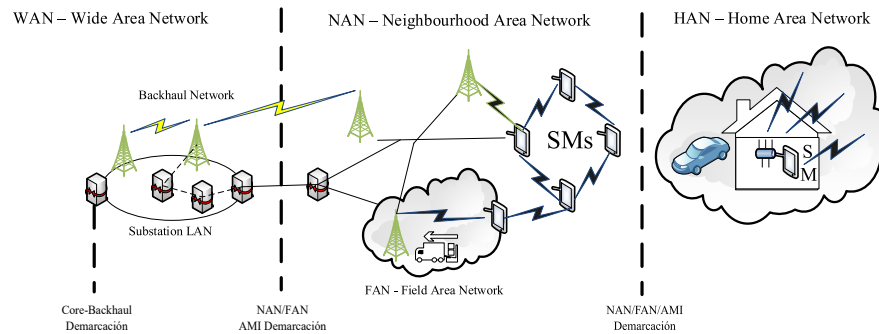 WAN – Wide Area Network
NAN – Neighbourhood Area Network
HAN – Home Area Network
Backhaul Network
SMs
S
M
Substation LAN
FAN - Field Area Network
Core-Backhaul
Demarcación
NAN/FAN
AMI Demarcación
NAN/FAN/AMI
Demarcación